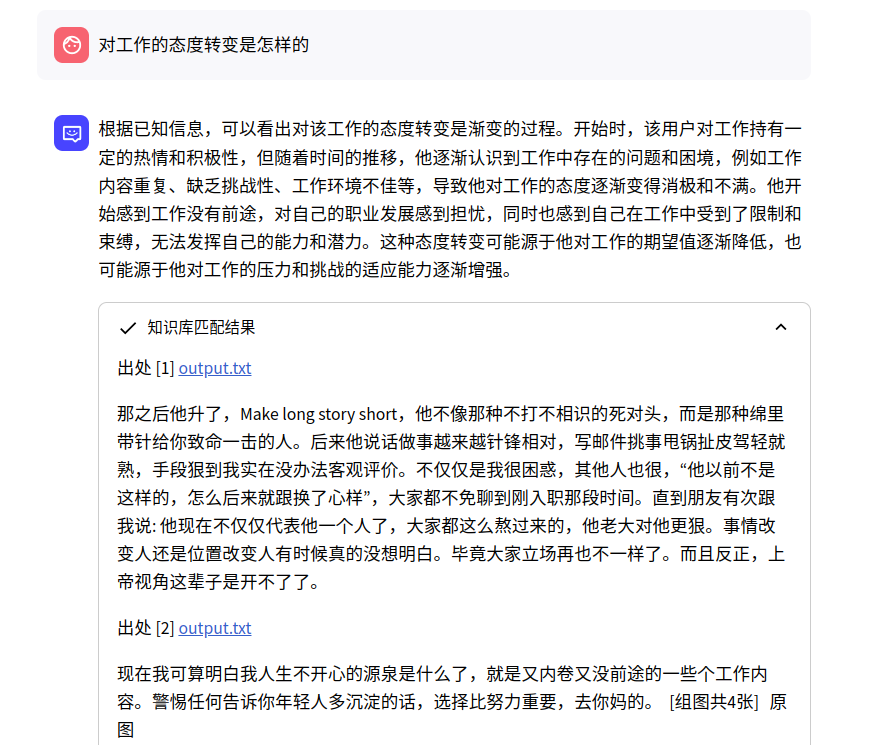 对工作的态度转变是怎样的
根据已知信息，可以看出对该工作的态度转变是渐变的过程。开始时，该用户对工作持有一
定的热情和积极性，但随着时间的推移，他逐渐认识到工作中存在的问题和困境，例如工作
内容重复、缺乏挑战性、工作环境不佳等，导致他对工作的态度逐渐变得消极和不满。他开
始感到工作没有前途，对自己的职业发展感到担忧，同时也感到自己在工作中受到了限制和
束缚，无法发挥自己的能力和潜力。这种态度转变可能源于他对工作的期望值逐渐降低，也
可能源于他对工作的压力和挑战的适应能力逐渐增强。
知识库匹配结果
出处 [1] output.txt
那之后他升了，Make long story short，他不像那种不打不相识的死对头，而是那种绵里
带针给你致命一击的人。后来他说话做事越来越针锋相对，写邮件挑事甩锅扯皮驾轻就
熟，手段狠到我实在没办法客观评价。不仅仅是我很困惑，其他人也很，“他以前不是
这样的，怎么后来就跟换了心样”，大家都不免聊到刚入职那段时间。直到朋友有次跟
我说: 他现在不仅仅代表他一个人了，大家都这么熬过来的，他老大对他更狠。事情改
变人还是位置改变人有时候真的没想明白。毕竟大家立场再也不一样了。而且反正，上
帝视角这辈子是开不了了。
出处 [2] output.txt
现在我可算明白我人生不开心的源泉是什么了，就是又内卷又没前途的一些个工作内
容。警惕任何告诉你年轻人多沉淀的话，选择比努力重要，去你妈的。 [组图共4张] 原
图